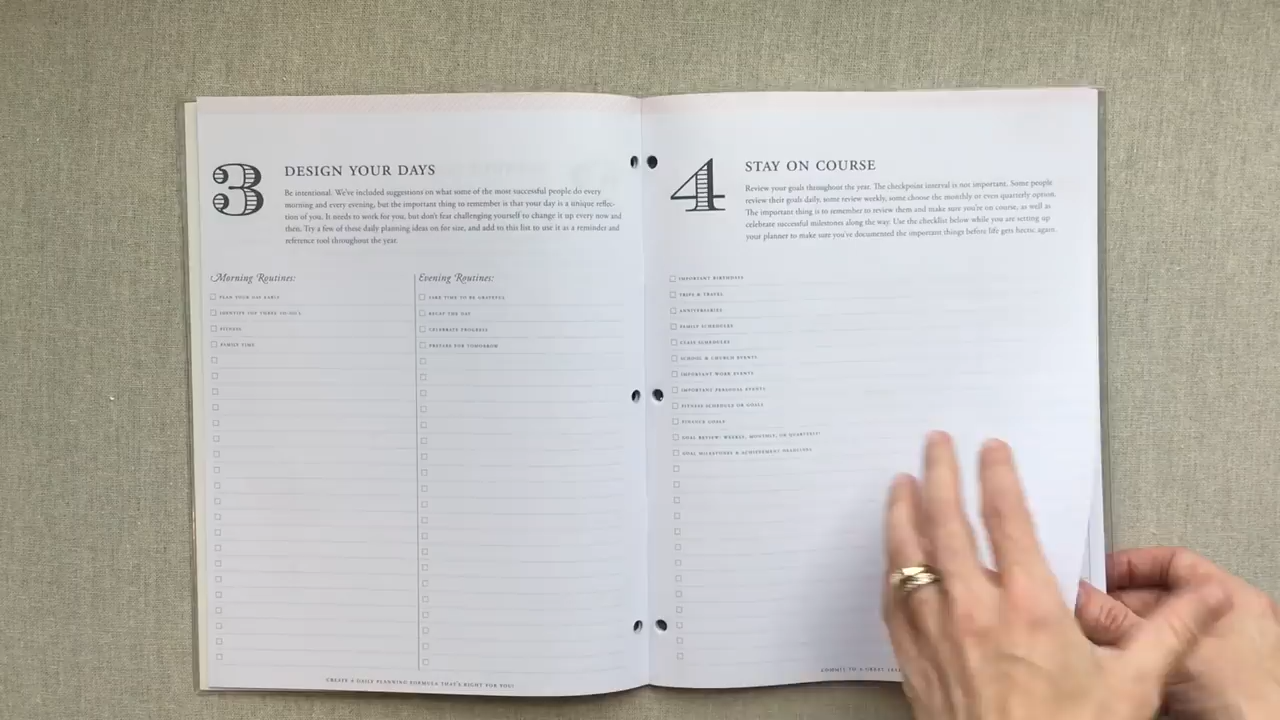 3
DESIGN YOUR DAYS
Be intentional. We've included suggestions on what some of the most successful people do every
morning and every evening, but the important thing to remember is that your day is a unique reflec-
tion of you. It needs to work for you, but don't fear challenging yourself to change it up every now and
then. Try a few of these daily planning ideas on for size, and add to this list to use it as a reminder and
reference tool throughout the year.
Morning Routines:
PLAN YOUR DAY EARLY
IDENTIFY TOP THREE TO-DO'S
FITNESS
FAMILY TIME
Evening Routines:
TAKE TIME TO BE GRATEFUL
RECAP THE DAY
CELEBRATE PROGRESS
PREPARE FOR TOMORROW
CREATE A DAILY PLANNING FORMULA THAT'S RIGHT FOR YOU!
4
STAY ON COURSE
Review your goals throughout the year. The checkpoint interval is not important. Some people
review their goals daily, some review weekly, some choose the monthly or even quarterly option.
The important thing is to remember to review them and make sure you're on course, as well as
celebrate successful milestones along the way. Use the checklist below while you are setting up
your planner to make sure you've documented the important things before life gets hectic again.
IMPORTANT BIRTHDAYS
TRIPS & TRAVEL
ANNIVERSARIES
FAMILY SCHEDULES
CLASS SCHEDULES
SCHOOL & CHURCH EVENTS
IMPORTANT WORK EVENTS
IMPORTANT PERSONAL EVENTS
FITNESS SCHEDULE OR GOALS
FINANCE GOALS
GOAL REVIEW: WEEKLY, MONTHLY, OR QUARTERLY?
GOAL MILESTONES & ACHIEVEMENT DEADLINES
COMMIT TO A GREAT